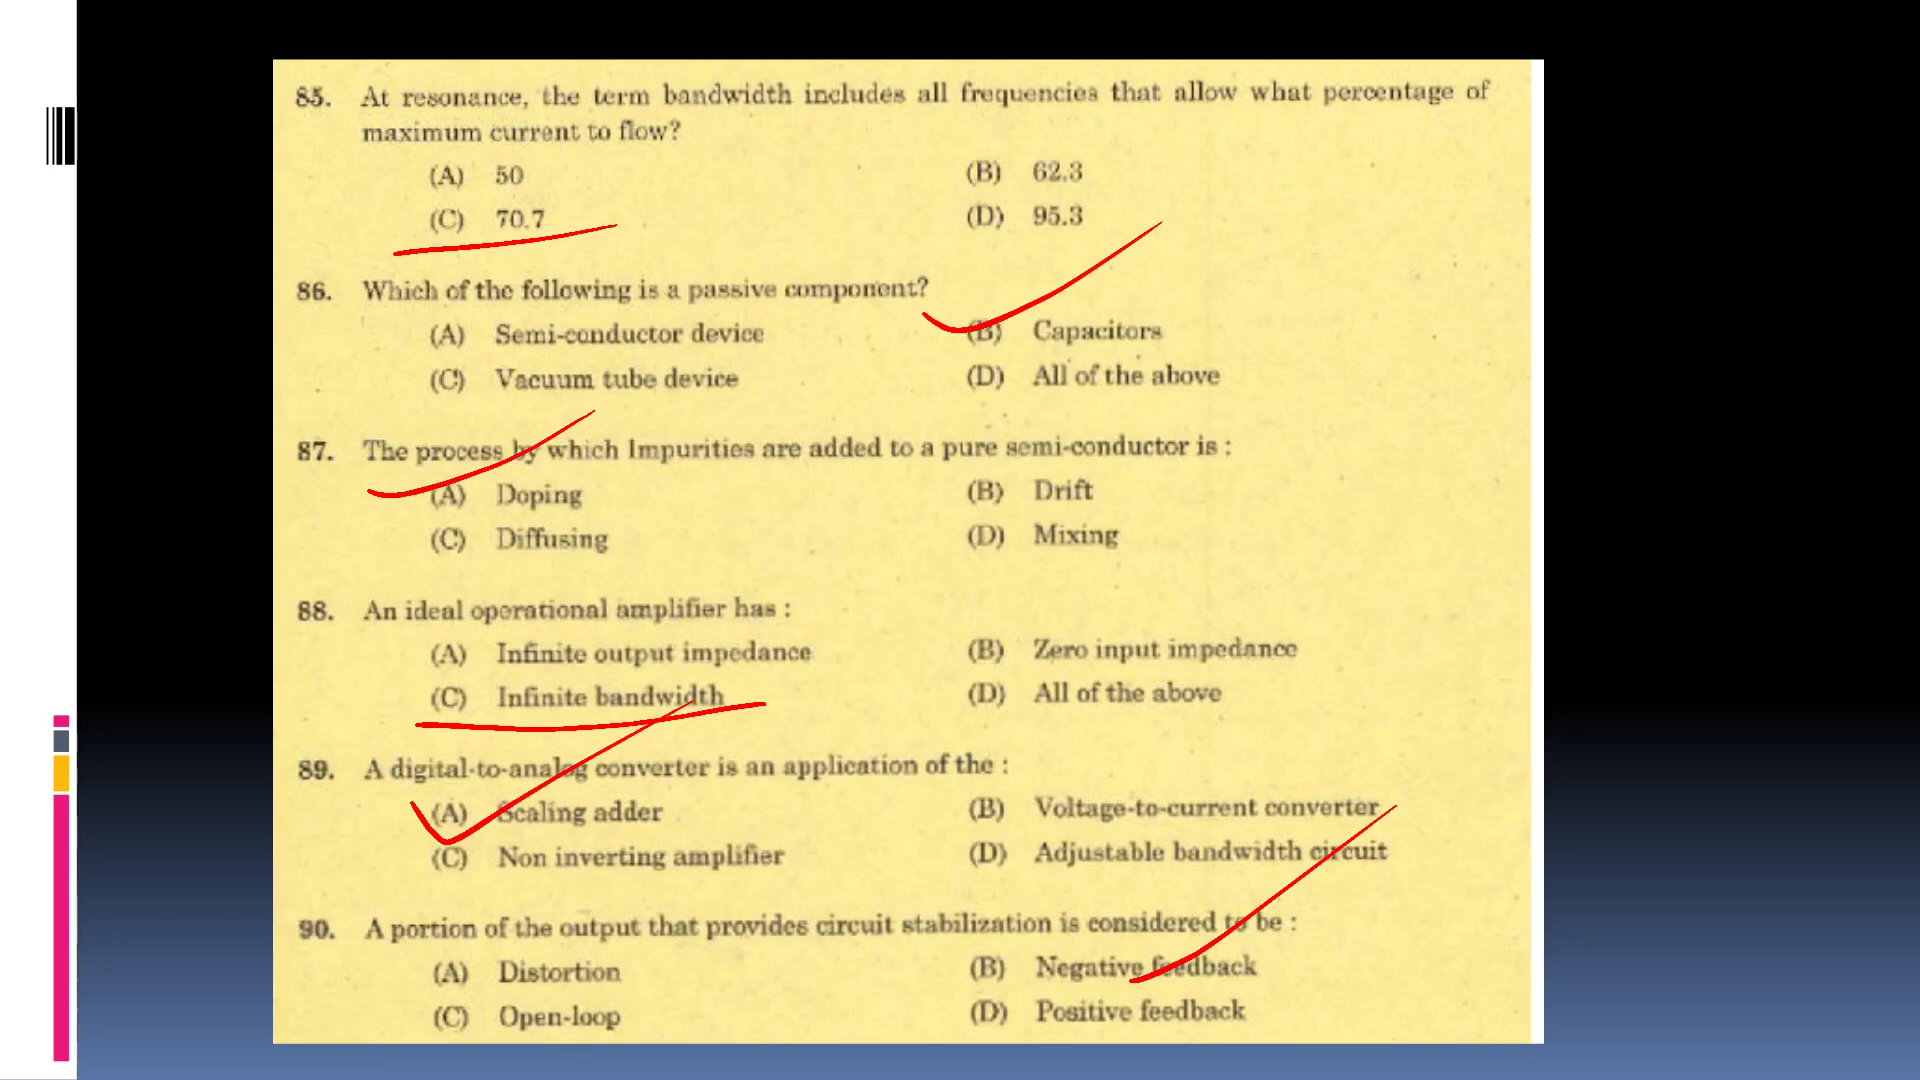 85. At resonance, the term bandwidth includes all frequencies that allow what percentage of
maximum current to flow?
(A) 50 (B) 62.3
(C) 70.7 (D) 95.3
86. Which of the following is a passive component?
(A) Semi-conductor device (B) Capacitors
(C) Vacuum tube device (D) All of the above
87. The process by which Impurities are added to a pure semi-conductor is :
(A) Doping (B) Drift
(C) Diffusing (D) Mixing
88. An ideal operational amplifier has :
(A) Infinite output impedance (B) Zero input impedance
(C) Infinite bandwidth (D) All of the above
89. A digital-to-analog converter is an application of the :
(A) Scaling adder (B) Voltage-to-current converter
(C) Non inverting amplifier (D) Adjustable bandwidth circuit
90. A portion of the output that provides circuit stabilization is considered to be :
(A) Distortion (B) Negative feedback
(C) Open-loop (D) Positive feedback